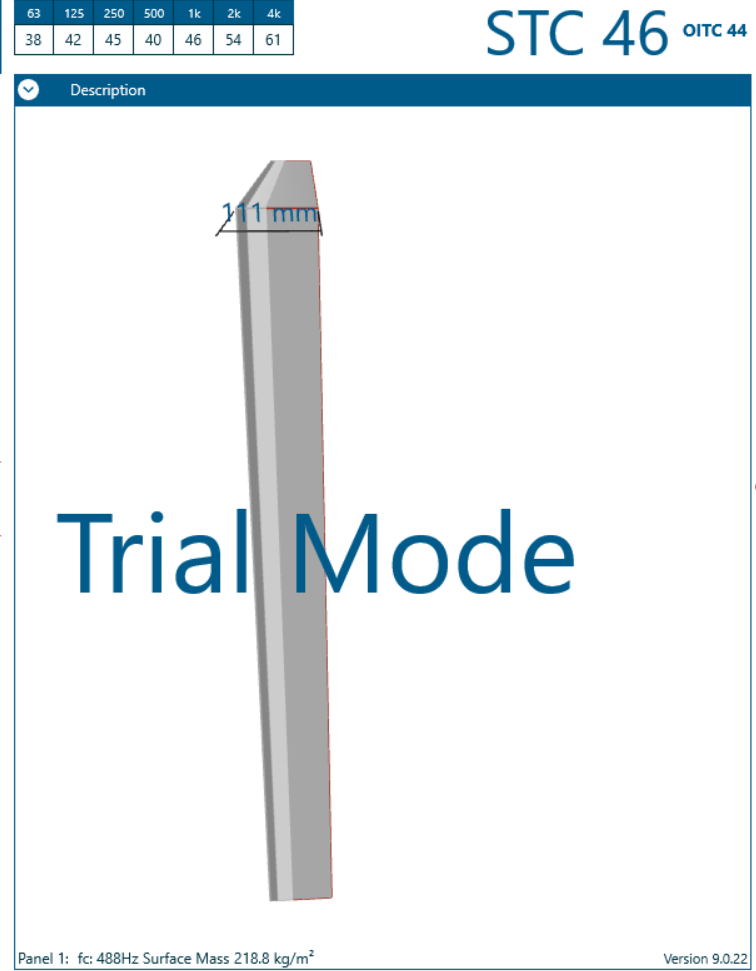 63 125 250 500 1k 2k 4k
38 42 45 40 46 54 61
STC 46 OITC 44
Description
111 mm
Trial Mode
Panel 1: fc: 488Hz Surface Mass 218.8 kg/m²
Version 9.0.22